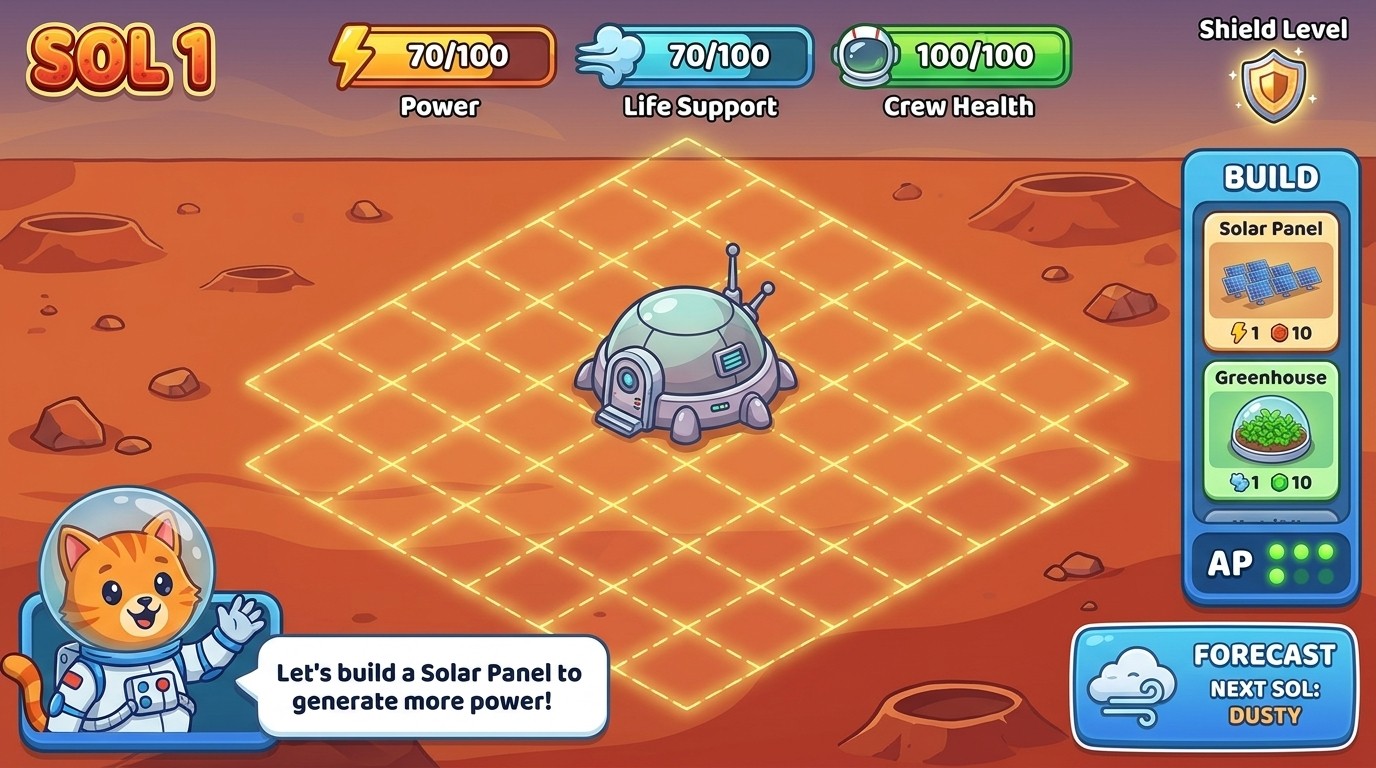 SOL 1
70/100
Power
70/100
Life Support
100/100
Crew Health
Shield Level
BUILD
Solar Panel
1 10
Greenhouse
1 10
AP
Let's build a Solar Panel to
generate more power!
FORECAST
NEXT SOL:
DUSTY